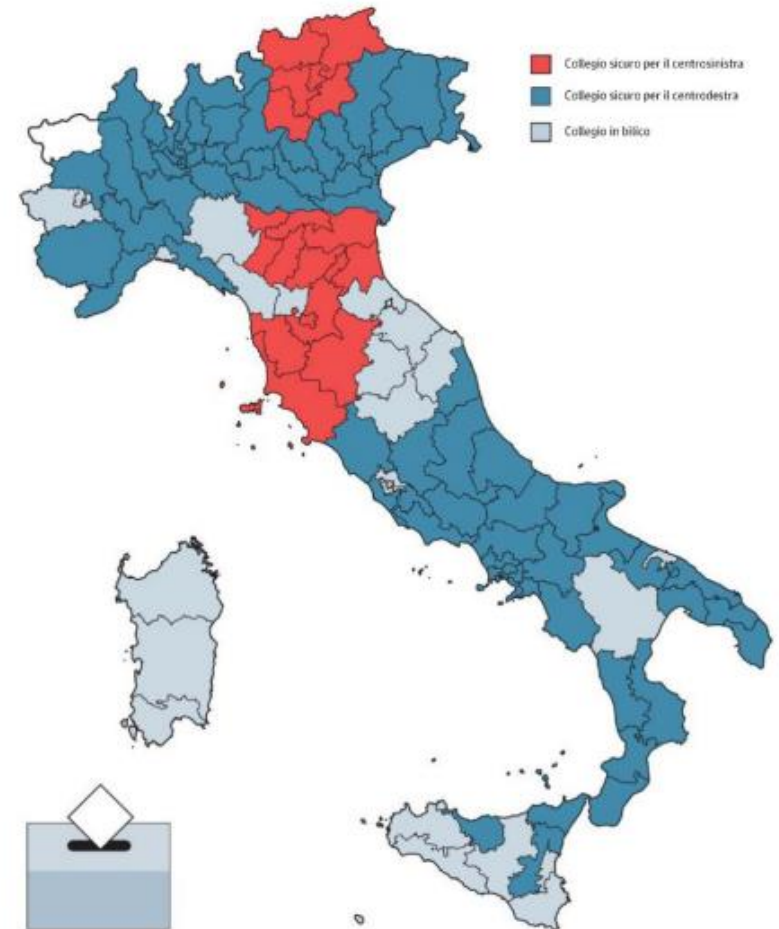 Collegio sicuro per il centrosinistra
Collegio sicuro per il centrodestra
Collegio in bilico